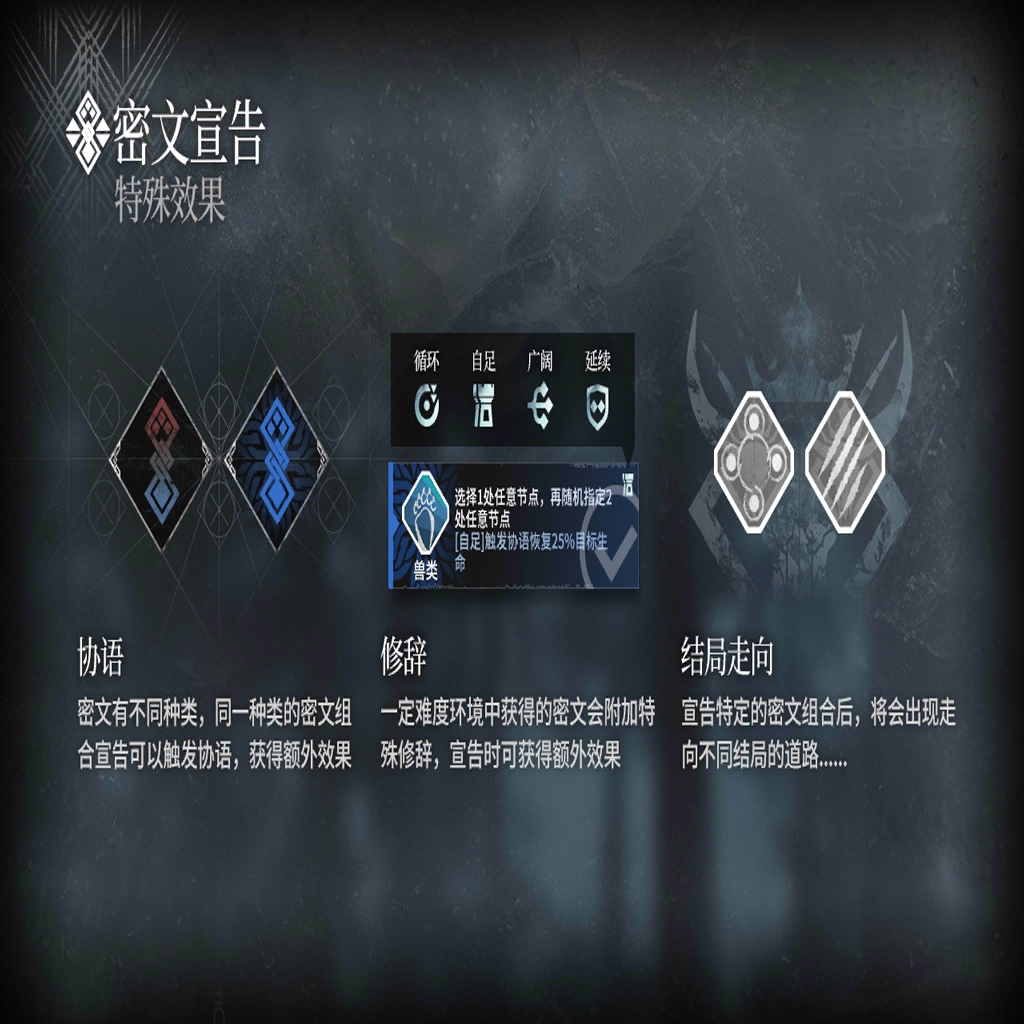 密文宣告
特殊效果
循环 自足 广阔 延续
选择1处任意节点，再随机指定2
处任意节点
[自足]触发协语恢复25%目标生
命
兽类
协语
密文有不同种类，同一种类的密文组
合宣告可以触发协语，获得额外效果
修辞
一定难度环境中获得的密文会附加特
殊修辞，宣告时可获得额外效果
结局走向
宣告特定的密文组合后，将会出现走
向不同结局的道路......